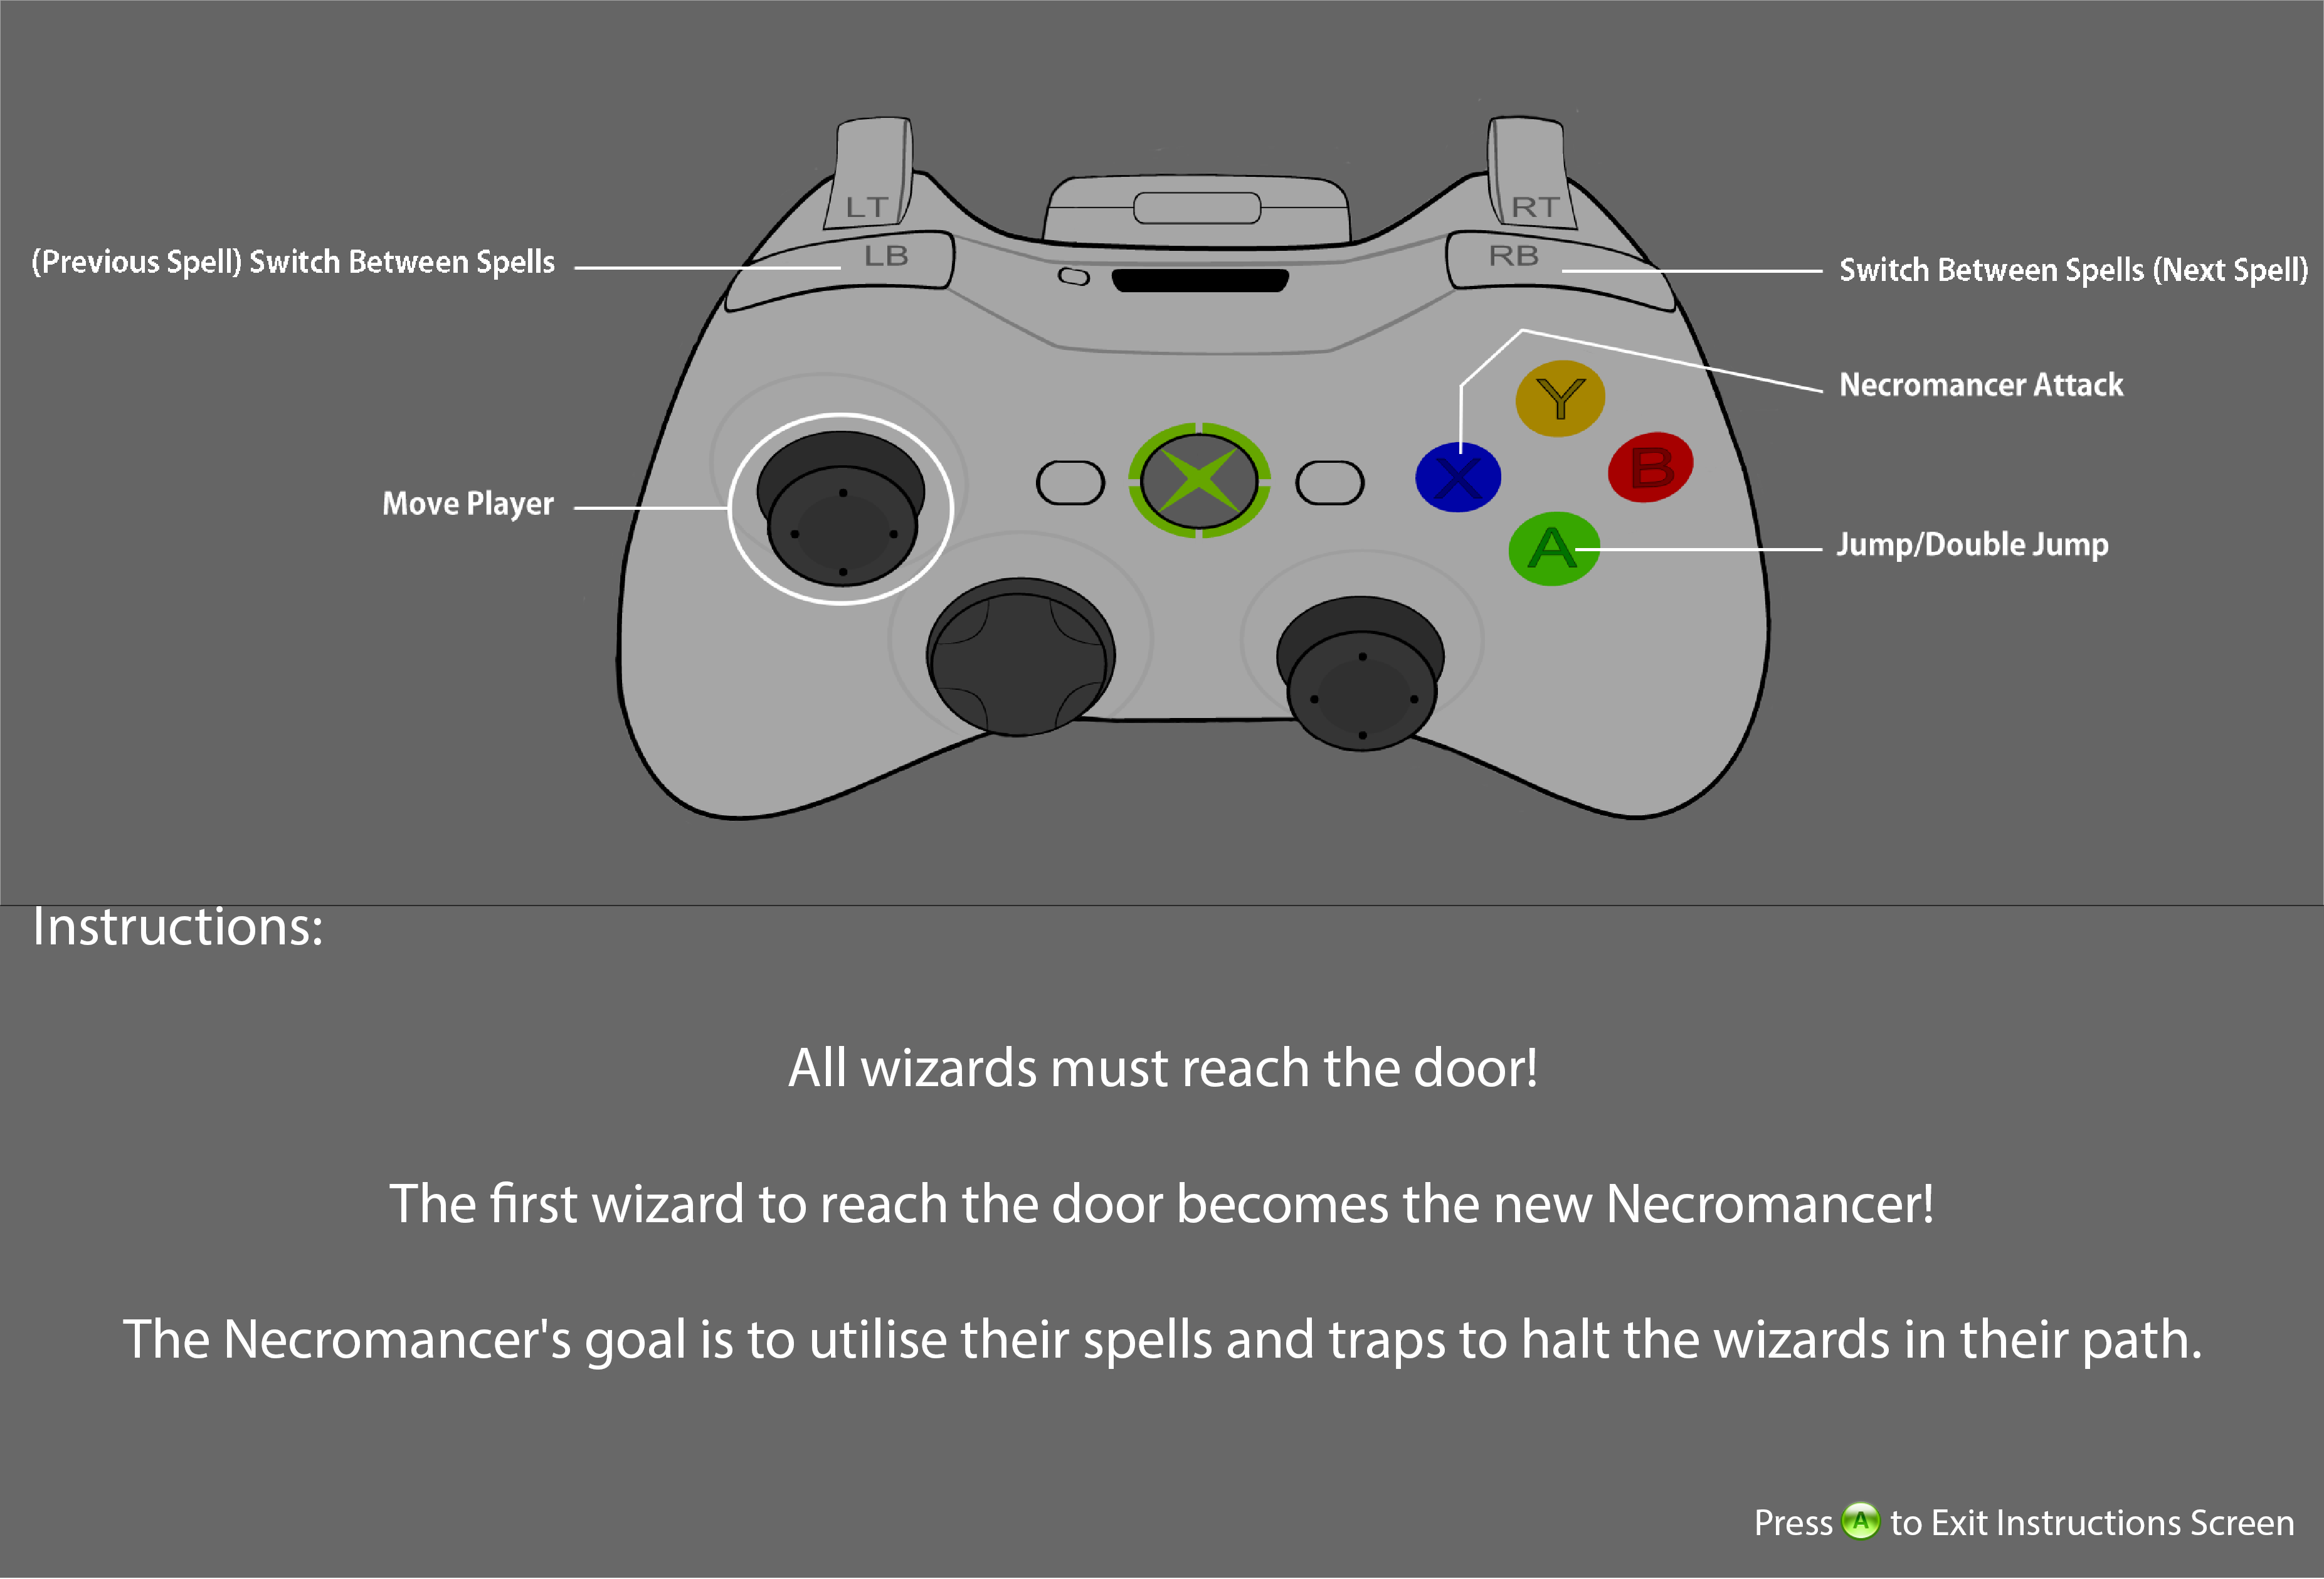 LT
RT
(Previous Spell) Switch Between Spells
LB
RB
Switch Between Spells (Next Spell)
Necromancer Attack
Y
X
B
Move Player
A
Jump/Double Jump
Instructions:
All wizards must reach the door!
The first wizard to reach the door becomes the new Necromancer!
The Necromancer's goal is to utilise their spells and traps to halt the wizards in their path.
Press A to Exit Instructions Screen